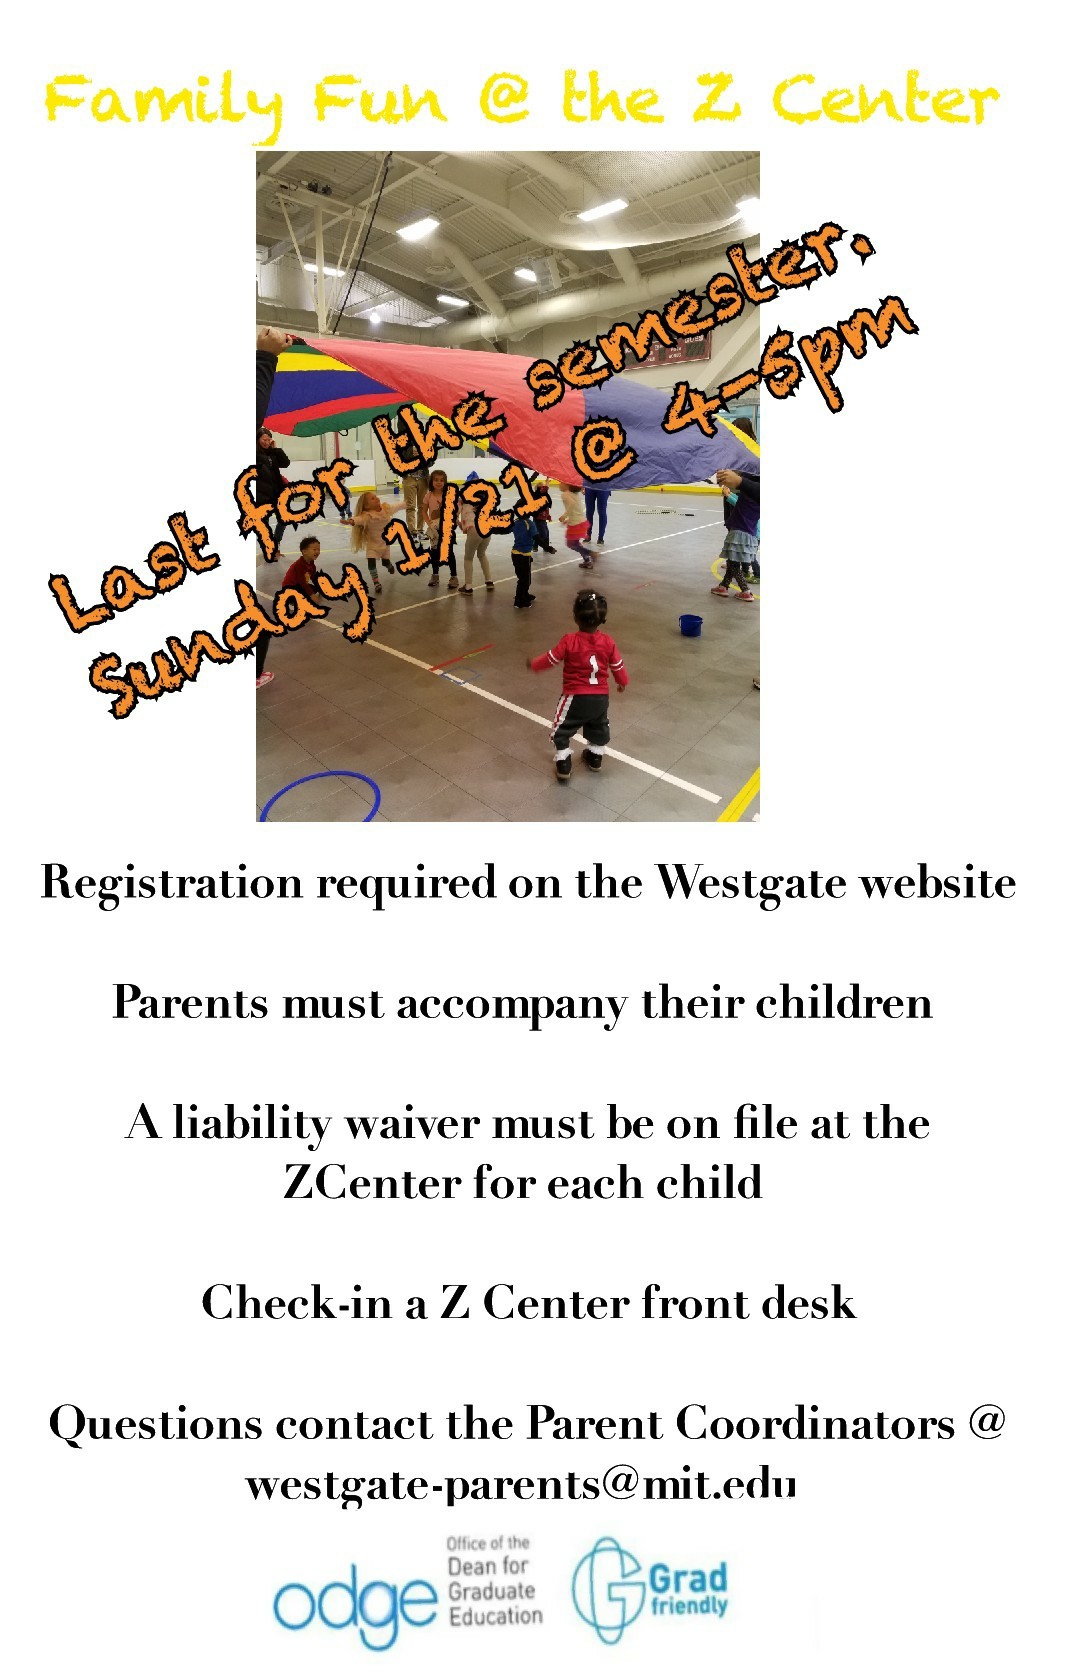 Family Fun @ the Z Center
Last for the semester.
Sunday 1/21 @ 4-5pm
1
Registration required on the Westgate website
Parents must accompany their children
A liability waiver must be on file at the
ZCenter for each child
Check-in a Z Center front desk
Questions contact the Parent Coordinators @
westgate-parents@mit.edu
odge
Office of the
Dean for
Graduate
Education
Grad
friendly